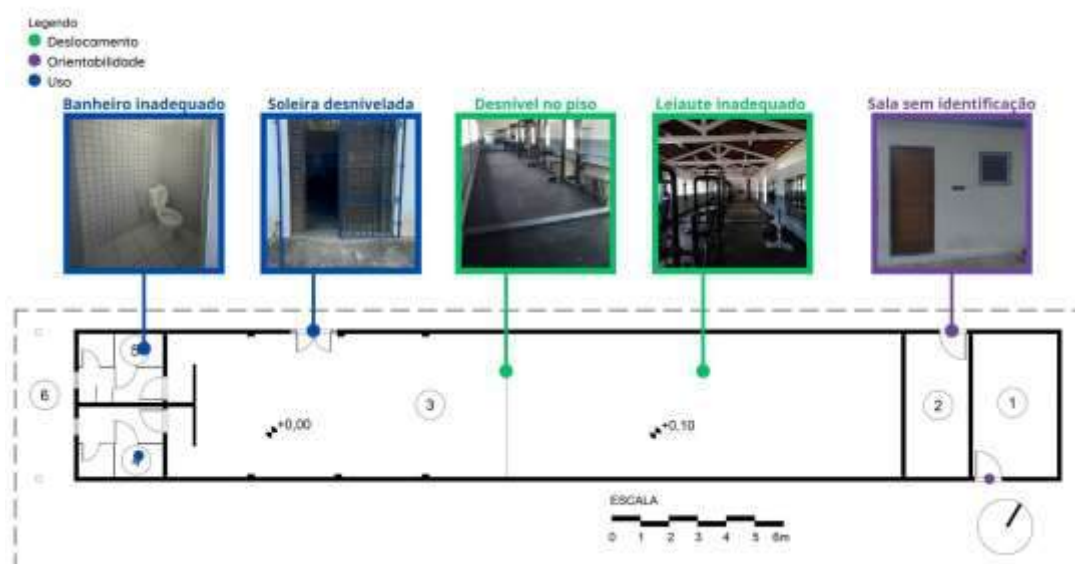 Legenda
Deslocamento
Orientabilidade
Uso
Banheiro inadequado
Soleira desnivelada
Desnível no piso
Leiaute inadequado
Sala sem identificação
5
6
3
2
1
+0,00
+0,10
4
ESCALA
0 1 2 3 4 5 6m